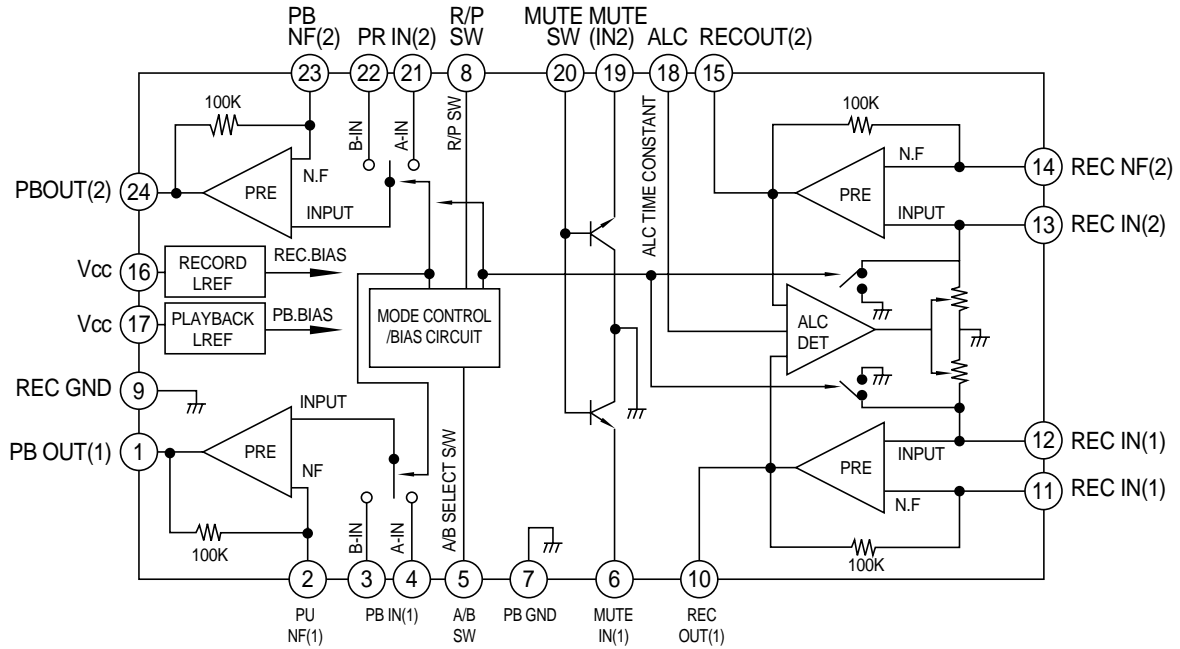 PB
NF(2)
PR IN(2)
R/P
SW
MUTE
SW
MUTE
(IN2)
ALC
RECOUT(2)
23
22
21
8
20
19
18
15
100K
B-IN
A-IN
R/P SW
ALC TIME CONSTANT
100K
N.F
PRE
INPUT
PBOUT(2)
24
N.F
PRE
INPUT
14
REC NF(2)
13
REC IN(2)
Vcc
16
RECORD
LREF
REC.BIAS
Vcc
17
PLAYBACK
LREF
PB.BIAS
MODE CONTROL
/BIAS CIRCUIT
ALC
DET
REC GND
9
PB OUT(1)
1
INPUT
PRE
NF
100K
B-IN
A-IN
A/B SELECT S/W
INPUT
PRE
N.F
100K
12
REC IN(1)
11
REC IN(1)
2
3
4
5
7
6
10
PU
NF(1)
PB IN(1)
A/B
SW
PB GND
MUTE
IN(1)
REC
OUT(1)